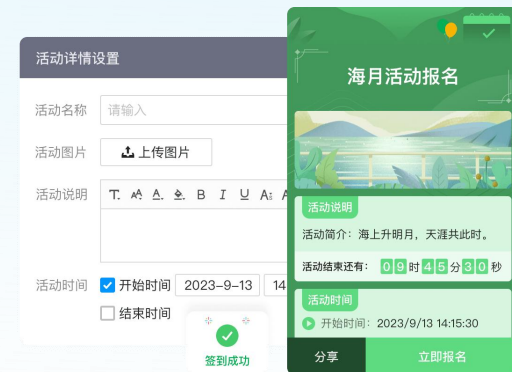 活动详情设置
活动名称 请输入
活动图片 上传图片
活动说明 T. A A. B I U A
活动时间 开始时间 2023-9-13 14
结束时间
签到成功
海月活动报名
活动说明
活动简介：海上升明月，天涯共此时。
活动结束还有： 09时45分30秒
活动时间
开始时间：2023/9/13 14:15:30
分享 立即报名